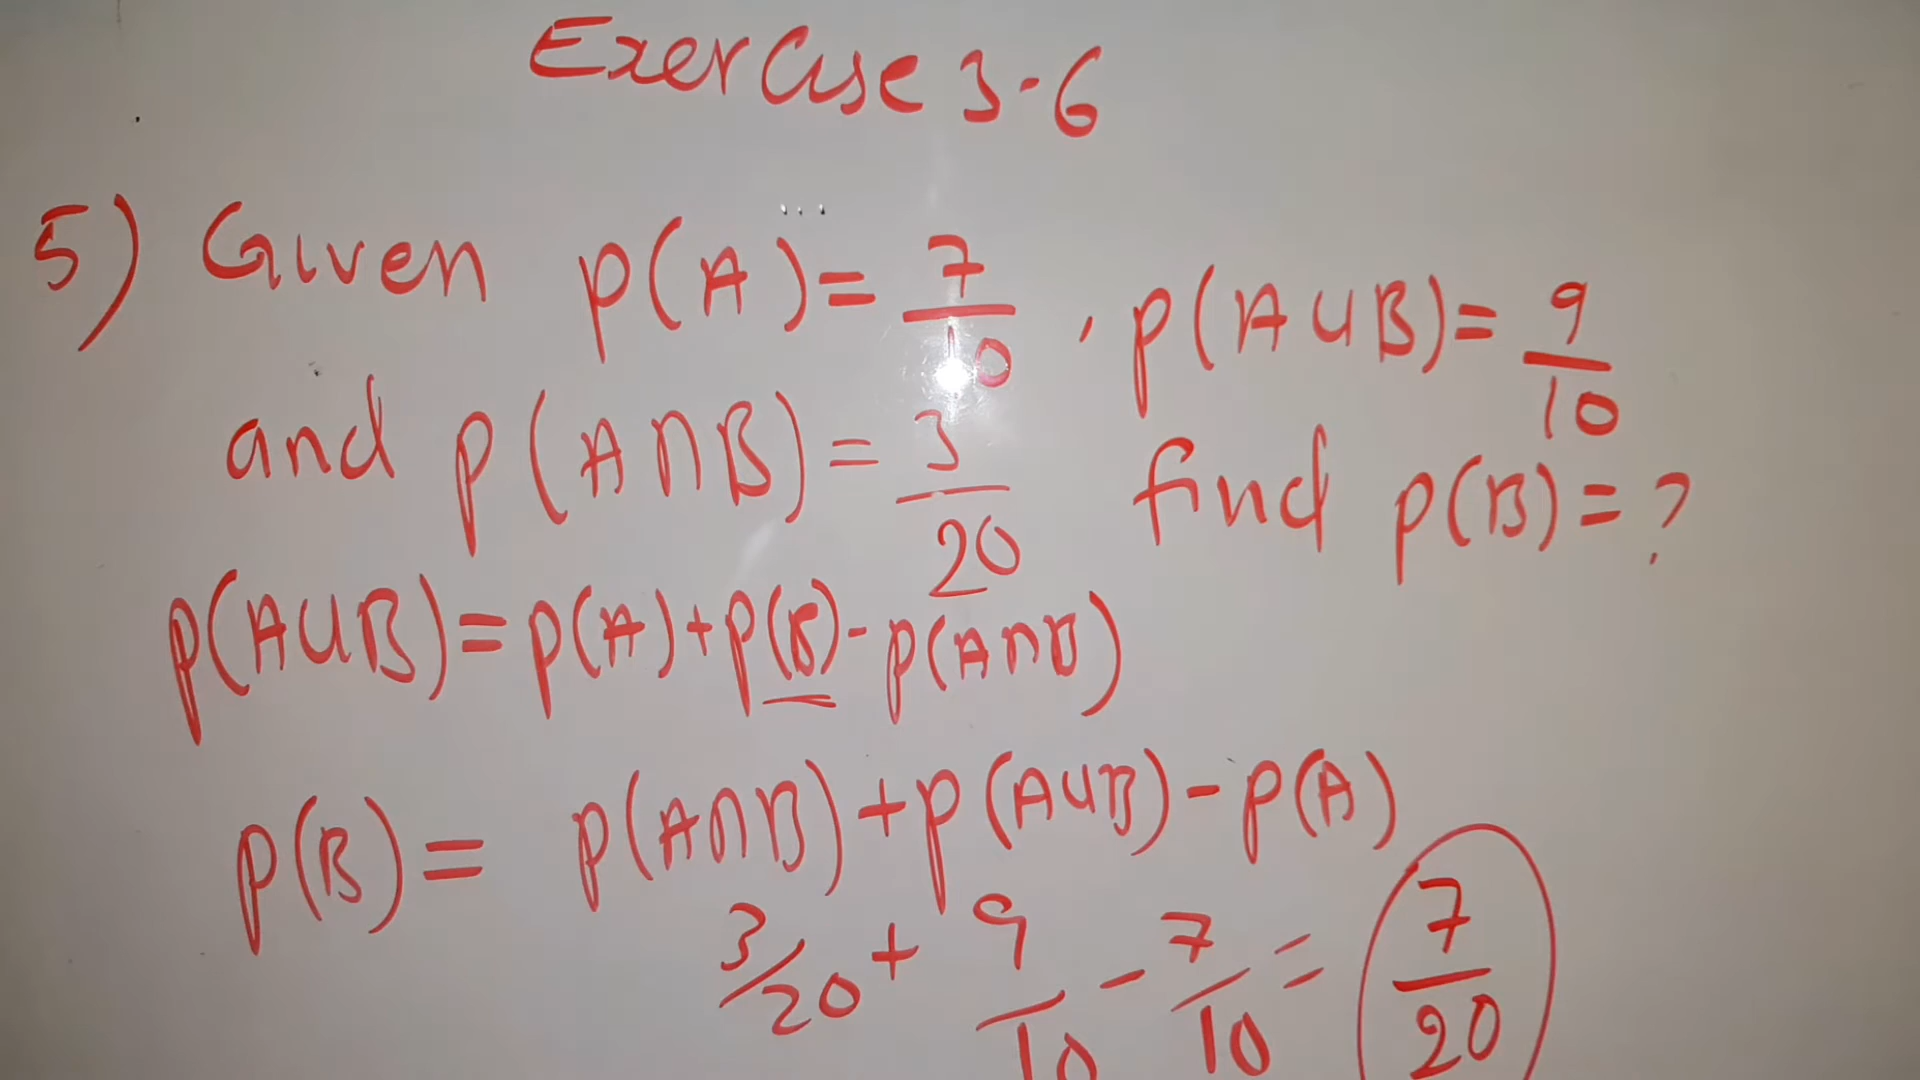 Exercise 3-6
5) Given p(A)= 7/10 , p(A∪B)= 9/10
and p(A∩B)= 3/20 find p(B)= ?
p(A∪B)=p(A)+p(B)-p(A∩B)
p(B)= p(A∩B)+p(A∪B)-p(A)
3/20 + 9/10 - 7/10 = 7/20